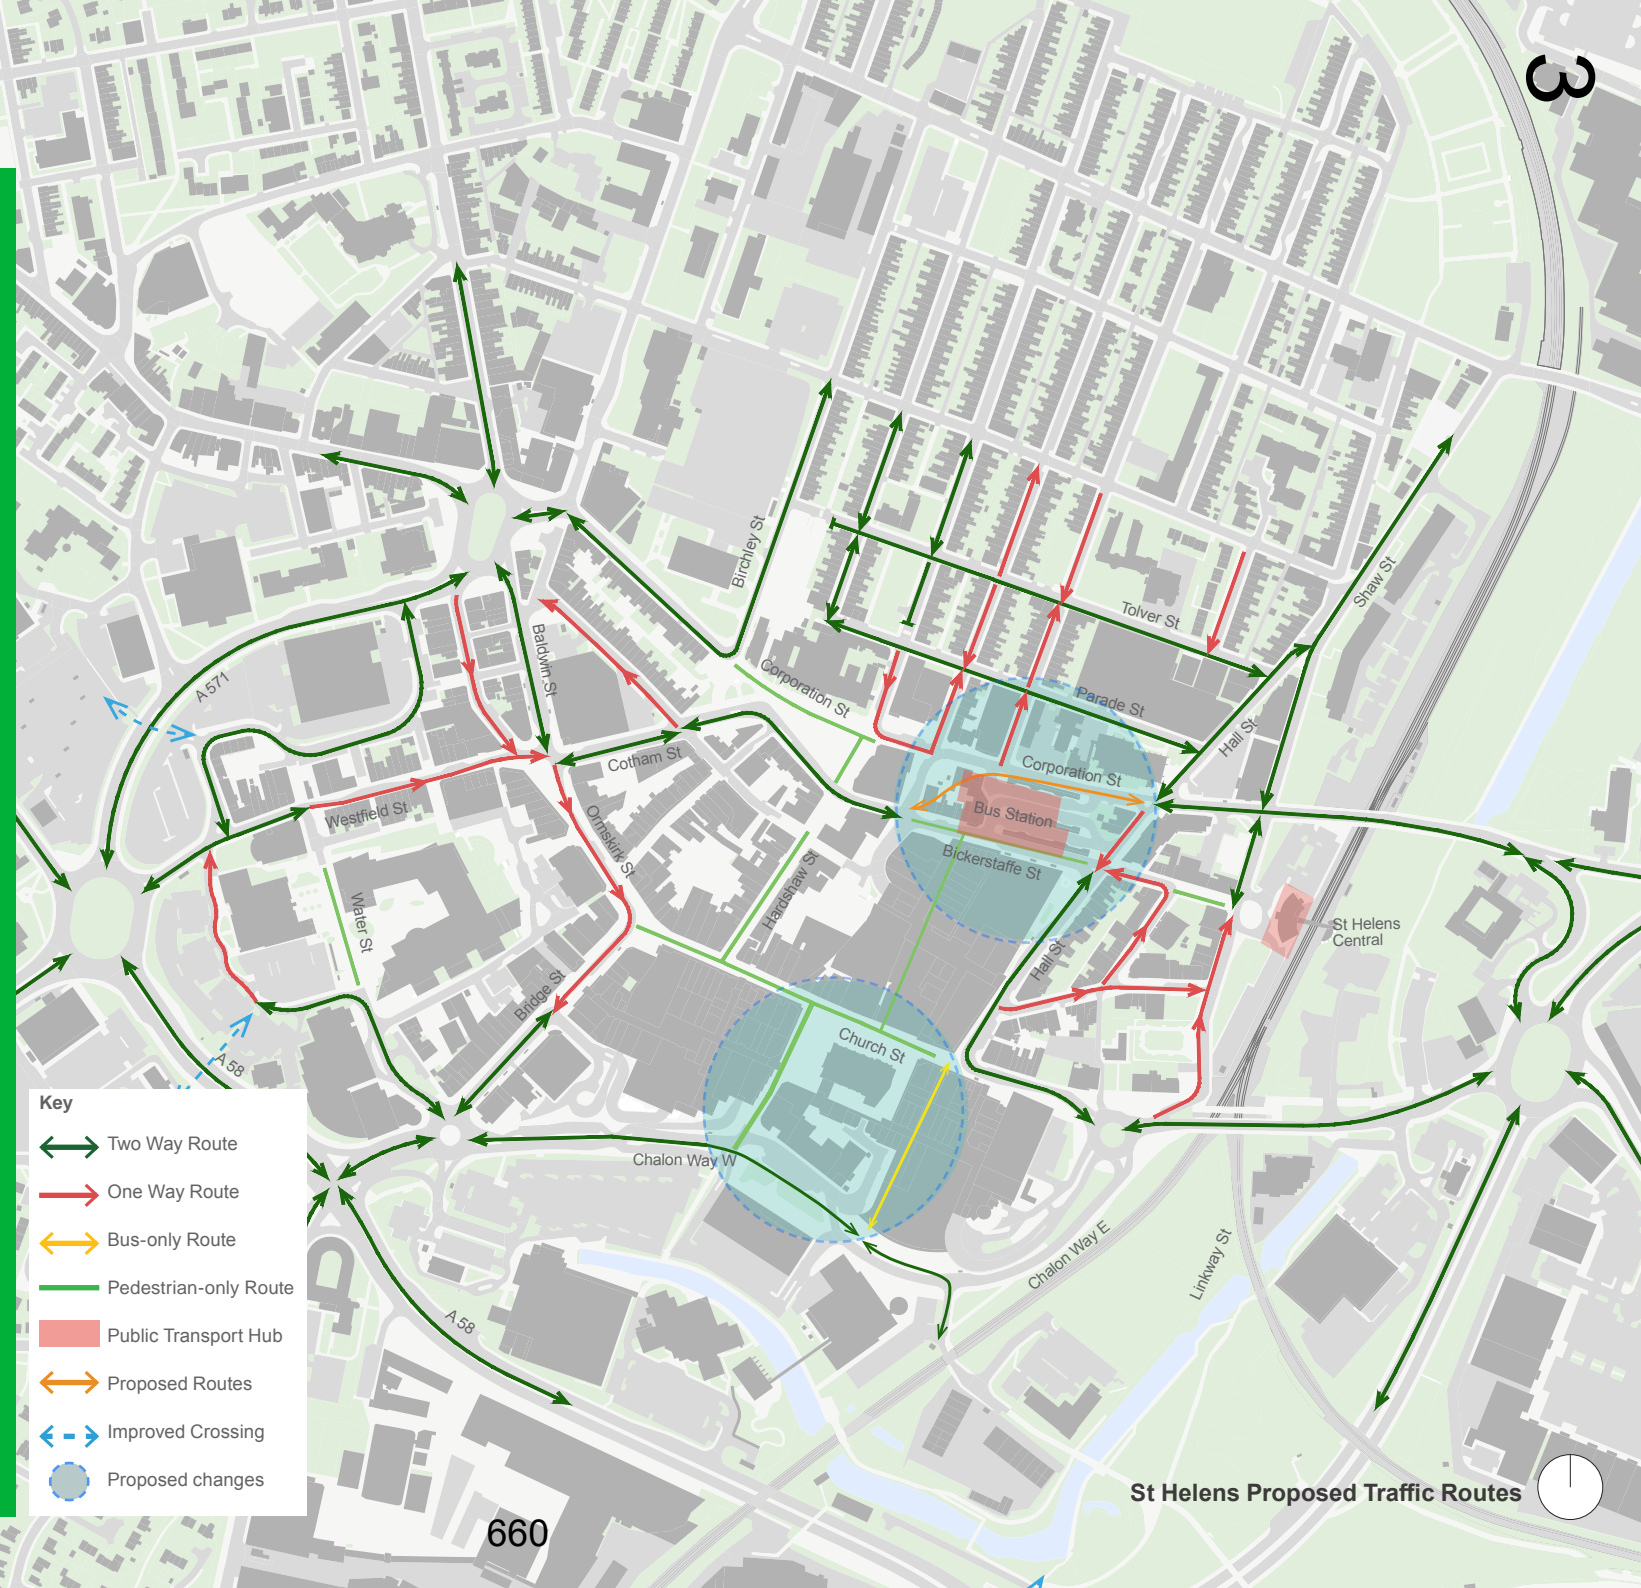 3
Birchley St
Tolver St
Shaw St
Baldwin St
Corporation St
Parade St
A 571
Hall St
Cotham St
Corporation St
Westfield St
Bus Station
Ormskirk St
Bickerstaffe St
Hardshaw St
Water St
St Helens
Central
Hall St
Bridge St
Church St
A 58
Chalon Way W
Chalon Way E
Linkway St
A 58
Key
Two Way Route
One Way Route
Bus-only Route
Pedestrian-only Route
Public Transport Hub
Proposed Routes
Improved Crossing
Proposed changes
St Helens Proposed Traffic Routes
660